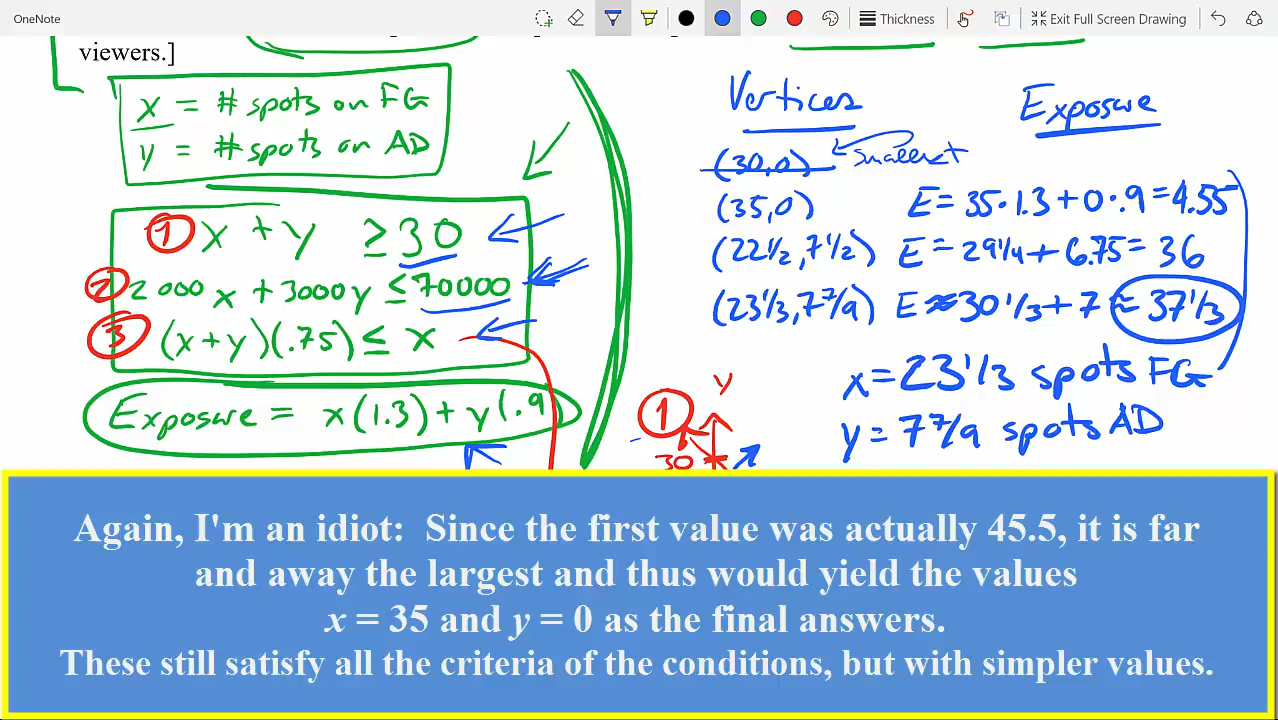 OneNote
Thickness
Exit Full Screen Drawing
viewers.]
x = # spots on FG
y = # spots on AD
① x + y ≥ 30
② 2000 x + 3000y ≤ 70000
③ (x+y)(.75) ≤ x
Exposure = x(1.3) + y(.9
Vertices
Exposure
(30,0) smallest
(35,0) E = 35·1.3 + 0·.9 = 4.55
(22½, 7½) E = 29¼ + 6.75 = 36
(23⅓, 7 7/9) E ≈ 30⅓ + 7 ≈ 37⅓
x = 23⅓ spots FG
y = 7 7/9 spots AD
① y
30
Again, I'm an idiot: Since the first value was actually 45.5, it is far
and away the largest and thus would yield the values
x = 35 and y = 0 as the final answers.
These still satisfy all the criteria of the conditions, but with simpler values.